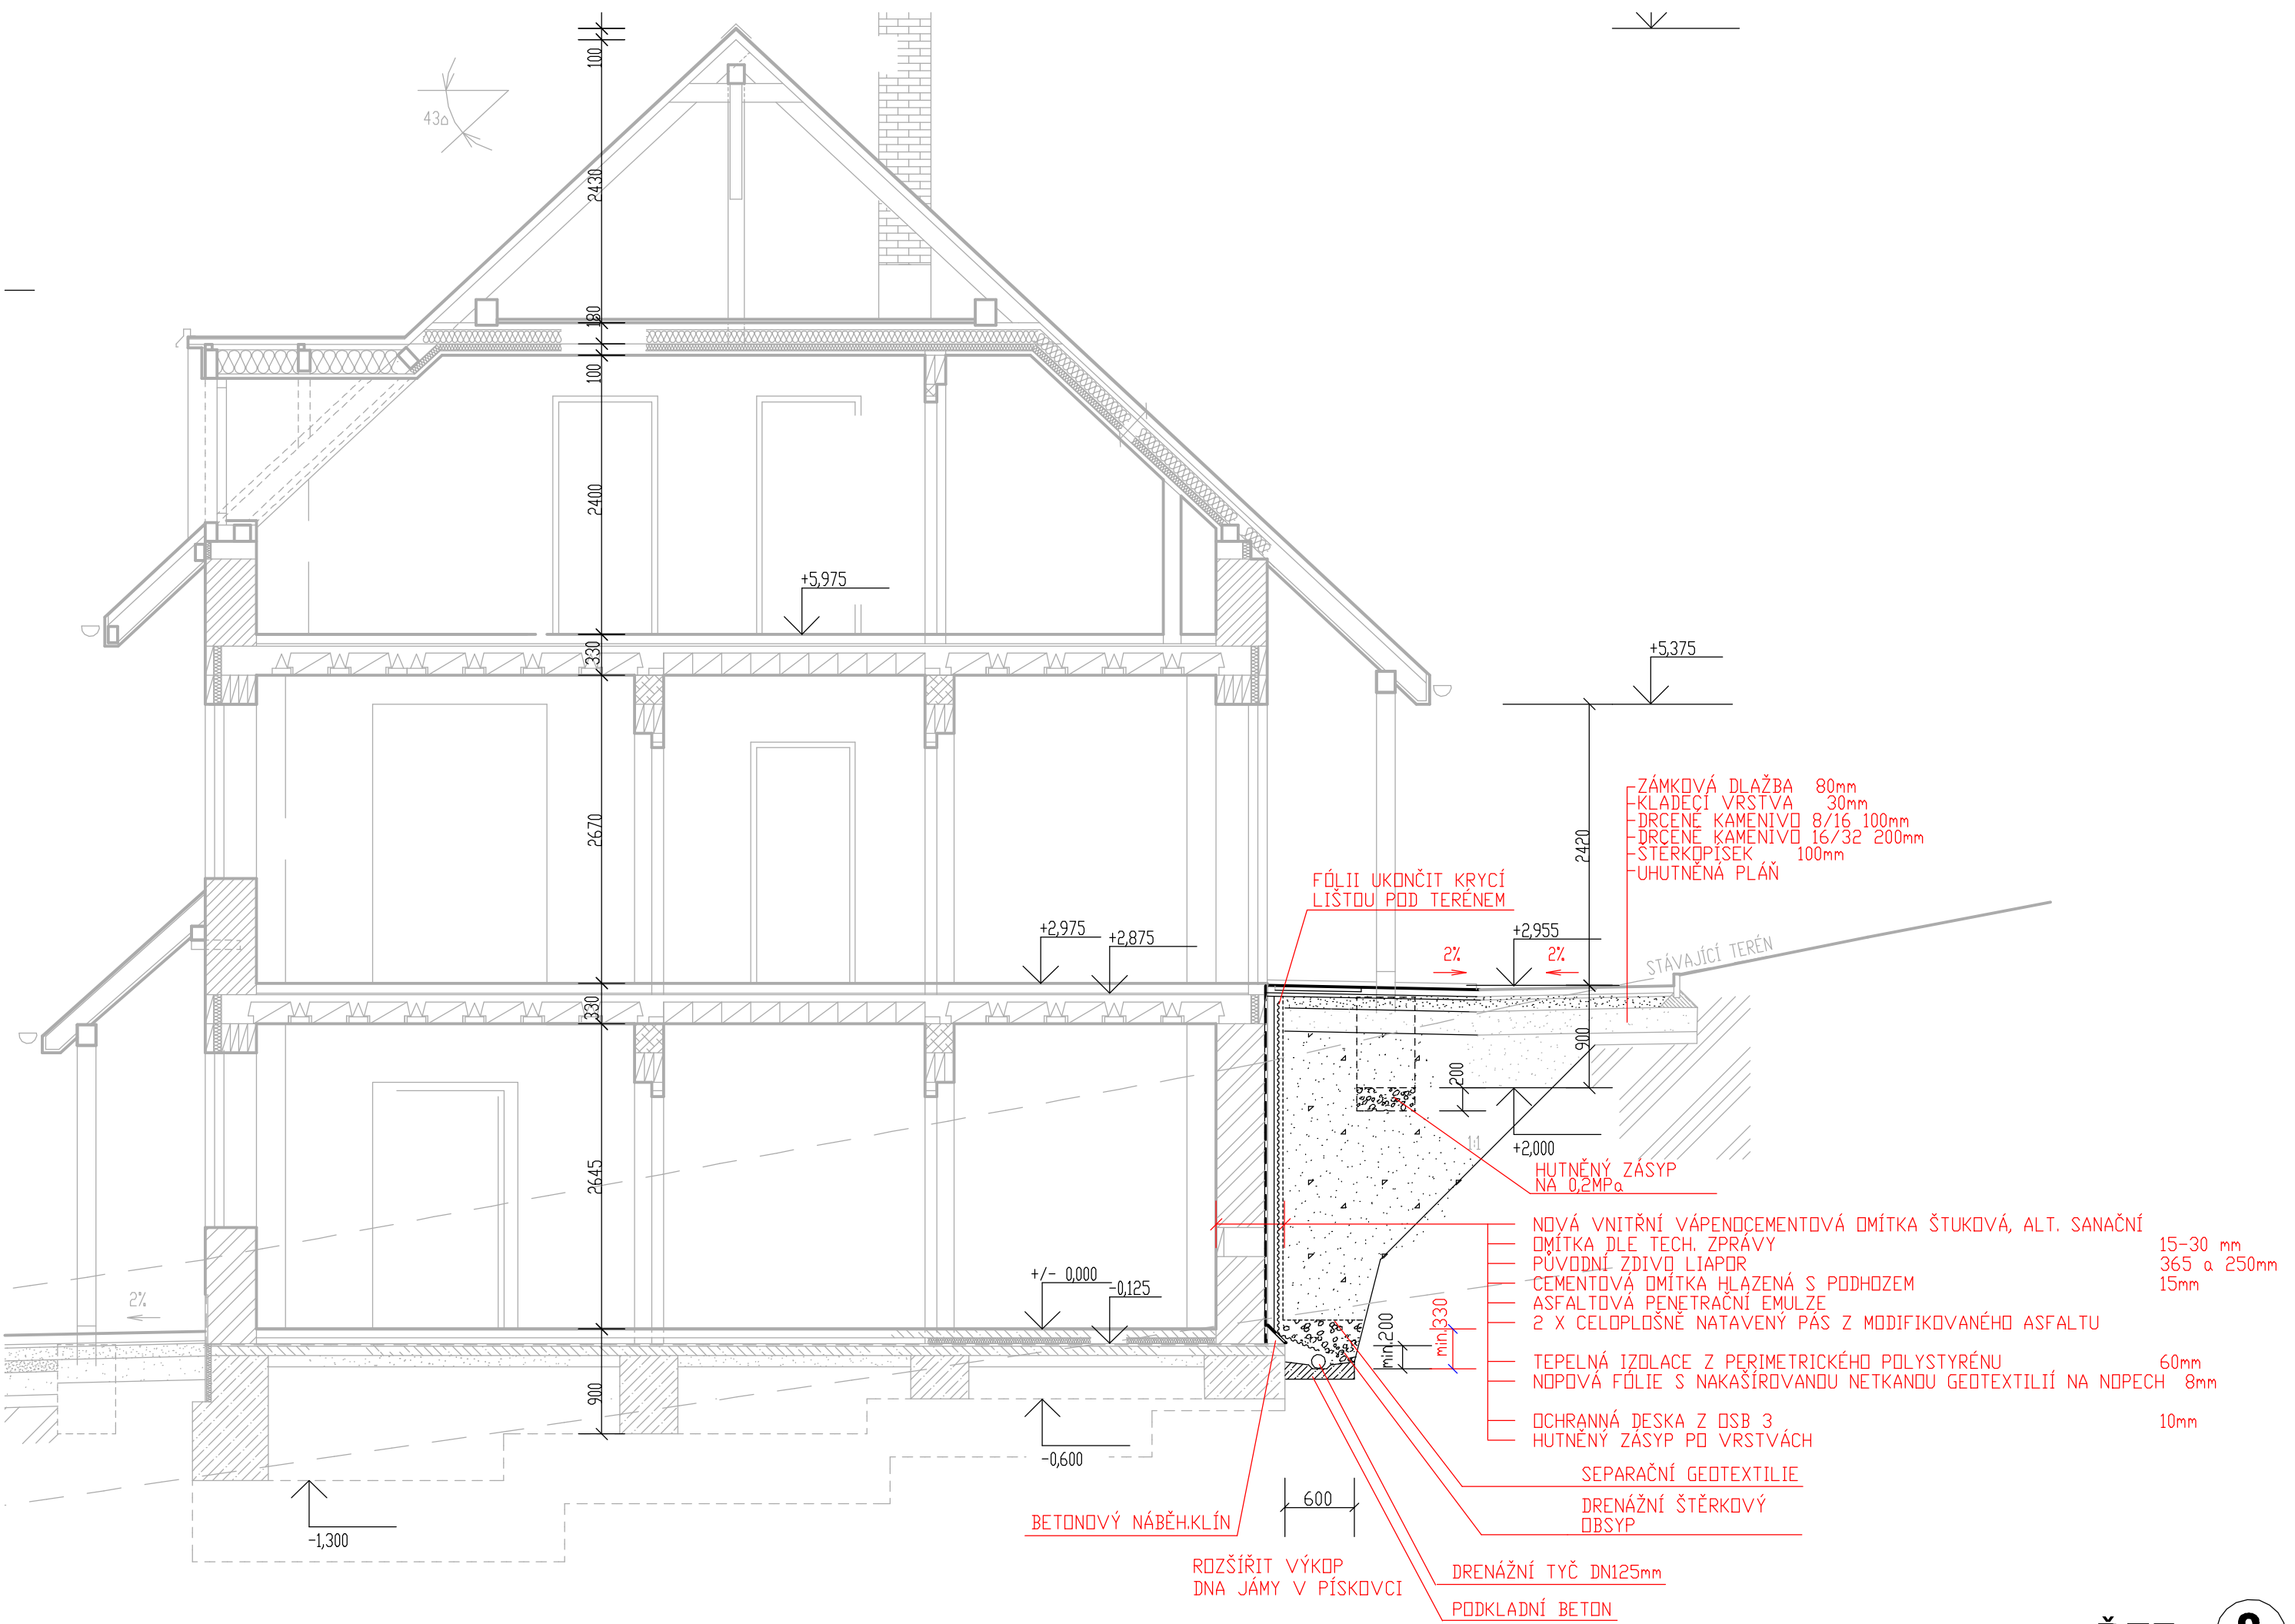 100
43
2430
180
100
2400
+5,975
330
+5,375
2670
2420
ZÁMKOVÁ DLAŽBA 80mm
KLADECÍ VRSTVA 30mm
DRCENÉ KAMENIVO 8/16 100mm
DRCENÉ KAMENIVO 16/32 200mm
ŠTĚRKOPÍSEK 100mm
UHUTNĚNÁ PLÁŇ
FÓLII UKONČIT KRYCÍ
LIŠTOU POD TERÉNEM
+2,975
+2,875
+2,955
2%
2%
STÁVAJÍCÍ TERÉN
330
900
200
1:1
+2,000
2645
HUTNĚNÝ ZÁSYP
NA 0,2MPa
NOVÁ VNITŘNÍ VÁPENOCEMENTOVÁ OMÍTKA ŠTUKOVÁ, ALT. SANAČNÍ
OMÍTKA DLE TECH. ZPRÁVY 15-30 mm
PŮVODNÍ ZDIVO LIAPOR 365 a 250mm
CEMENTOVÁ OMÍTKA HLAZENÁ S PODHOZEM 15mm
ASFALTOVÁ PENETRAČNÍ EMULZE
2 X CELOPLOŠNĚ NATAVENÝ PÁS Z MODIFIKOVANÉHO ASFALTU
TEPELNÁ IZOLACE Z PERIMETRICKÉHO POLYSTYRÉNU 60mm
NOPOVÁ FÓLIE S NAKAŠÍROVANOU NETKANOU GEOTEXTILIÍ NA NOPECH 8mm
OCHRANNÁ DESKA Z OSB 3 10mm
HUTNĚNÝ ZÁSYP PO VRSTVÁCH
+/- 0,000
-0,125
2%
min.200
min.330
900
-0,600
-1,300
SEPARAČNÍ GEOTEXTILIE
DRENÁŽNÍ ŠTĚRKOVÝ
OBSYP
600
BETONOVÝ NÁBĚH.KLÍN
ROZŠÍŘIT VÝKOP
DNA JÁMY V PÍSKOVCI
DRENÁŽNÍ TYČ DN125mm
PODKLADNÍ BETON